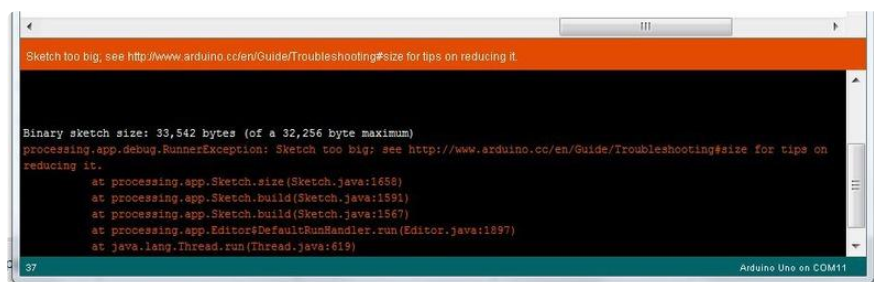 Sketch too big; see http://www.arduino.cc/en/Guide/Troubleshooting#size for tips on reducing it.
Binary sketch size: 33,542 bytes (of a 32,256 byte maximum)
processing.app.debug.RunnerException: Sketch too big; see http://www.arduino.cc/en/Guide/Troubleshooting#size for tips on
reducing it.
at processing.app.Sketch.size(Sketch.java:1658)
at processing.app.Sketch.build(Sketch.java:1591)
at processing.app.Sketch.build(Sketch.java:1567)
at processing.app.Editor$DefaultRunHandler.run(Editor.java:1897)
at java.lang.Thread.run(Thread.java:619)
37 Arduino Uno on COM11